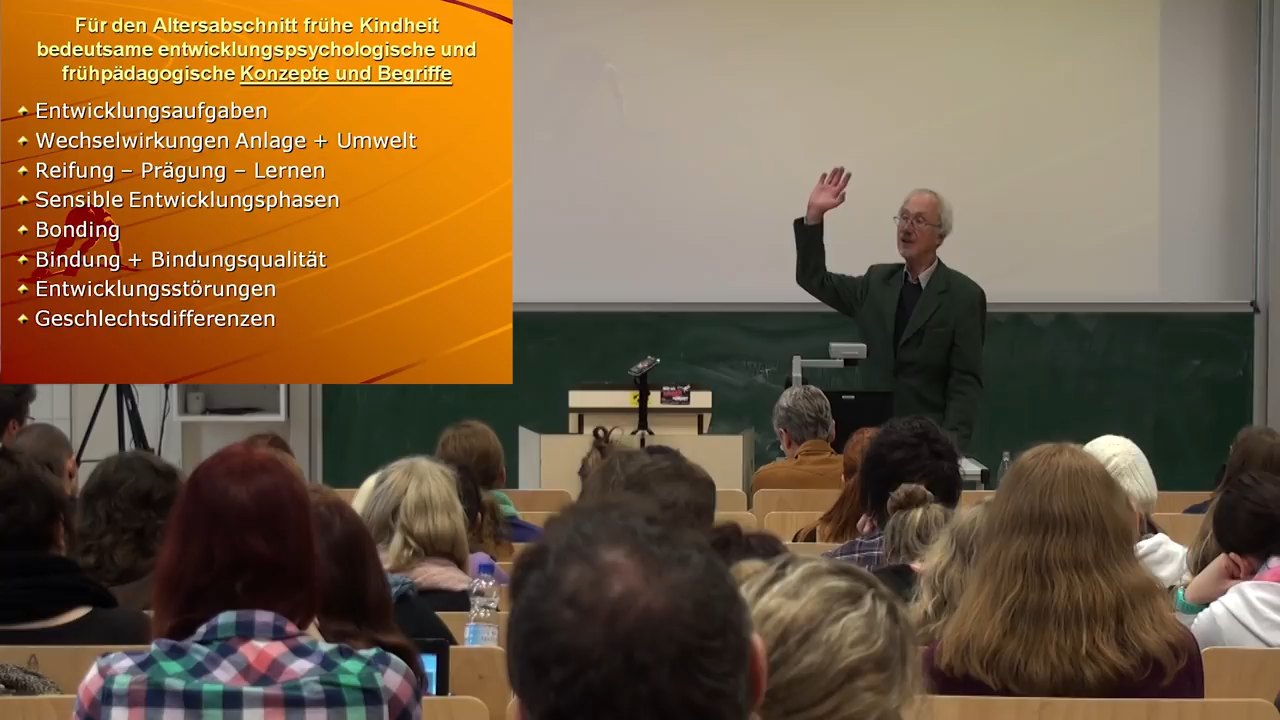 Für den Altersabschnitt frühe Kindheit
bedeutsame entwicklungspsychologische und
frühpädagogische Konzepte und Begriffe
Entwicklungsaufgaben
Wechselwirkungen Anlage + Umwelt
Reifung – Prägung – Lernen
Sensible Entwicklungsphasen
Bonding
Bindung + Bindungsqualität
Entwicklungsstörungen
Geschlechtsdifferenzen